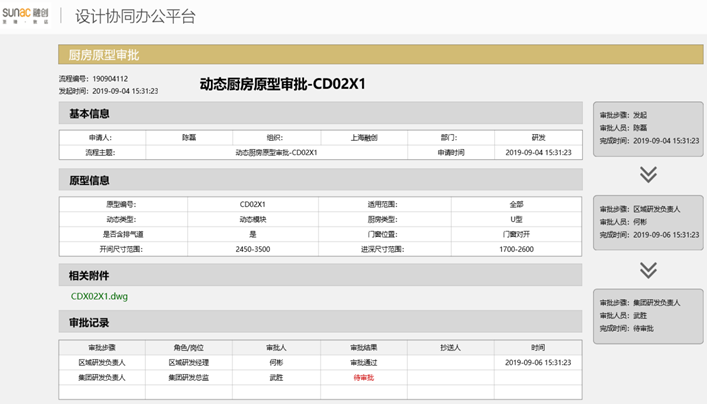 sunac 融创
设计协同办公平台
厨房原型审批
流程编号：190904112
发起时间：2019-09-04 15:31:23
动态厨房原型审批-CD02X1
基本信息
申请人： 陈磊 组织： 上海融创 部门： 研发
流程主题： 动态厨房原型审批-CD02X1 申请时间 2019-09-04 15:31:23
原型信息
原型编号： CD02X1 适用范围： 全部
动态类型： 动态模块 厨房类型： U型
是否含排气道 是 门窗位置： 门窗对开
开间尺寸范围： 2450-3500 进深尺寸范围： 1700-2600
相关附件
CDX02X1.dwg
审批记录
审批步骤 角色/岗位 审批人 审批结果 抄送人 时间
区域研发负责人 区域研发经理 何彬 审批通过 2019-09-06 15:31:23
集团研发负责人 集团研发总监 武胜 待审批
审批步骤：发起
审批人员：陈磊
完成时间：2019-09-04 15:31:23
审批步骤：区域研发负责人
审批人员：何彬
完成时间：2019-09-06 15:31:23
审批步骤：集团研发负责人
审批人员：武胜
完成时间：待审批